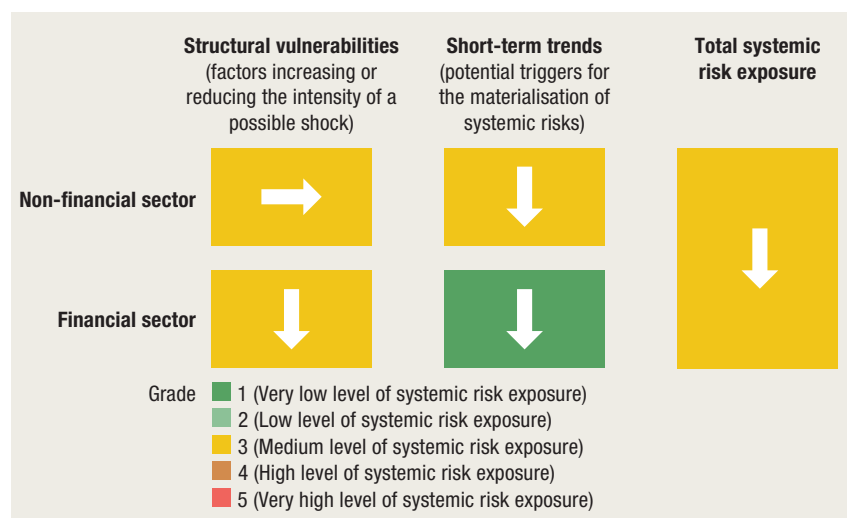 Structural vulnerabilities
(factors increasing or
reducing the intensity of a
possible shock)
Short-term trends
(potential triggers for
the materialisation of
systemic risks)
Total systemic
risk exposure
Non-financial sector
Financial sector
Grade
1 (Very low level of systemic risk exposure)
2 (Low level of systemic risk exposure)
3 (Medium level of systemic risk exposure)
4 (High level of systemic risk exposure)
5 (Very high level of systemic risk exposure)